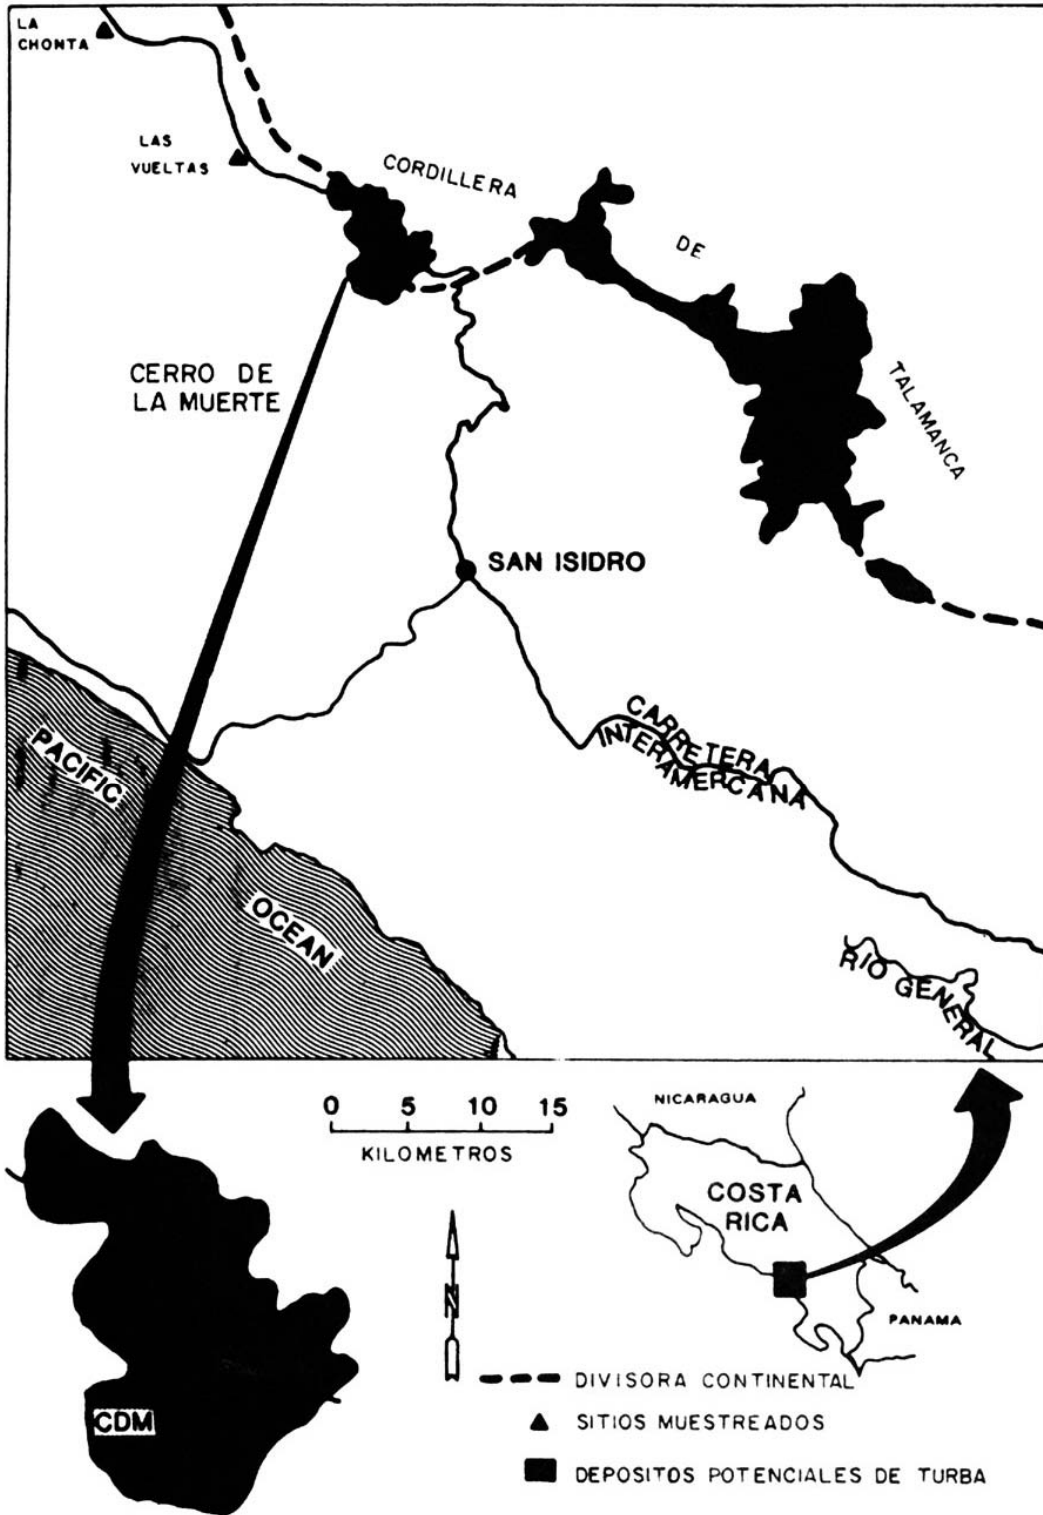 LA
CHONTA
LAS
VUELTAS
CORDILLERA
DE
TALAMANCA
CERRO DE
LA MUERTE
SAN ISIDRO
CARRETERA
INTERAMERCANA
PACIFIC
OCEAN
RIO GENERAL
0 5 10 15
KILOMETROS
NICARAGUA
COSTA
RICA
PANAMA
N
CDM
DIVISORA CONTINENTAL
SITIOS MUESTREADOS
DEPOSITOS POTENCIALES DE TURBA